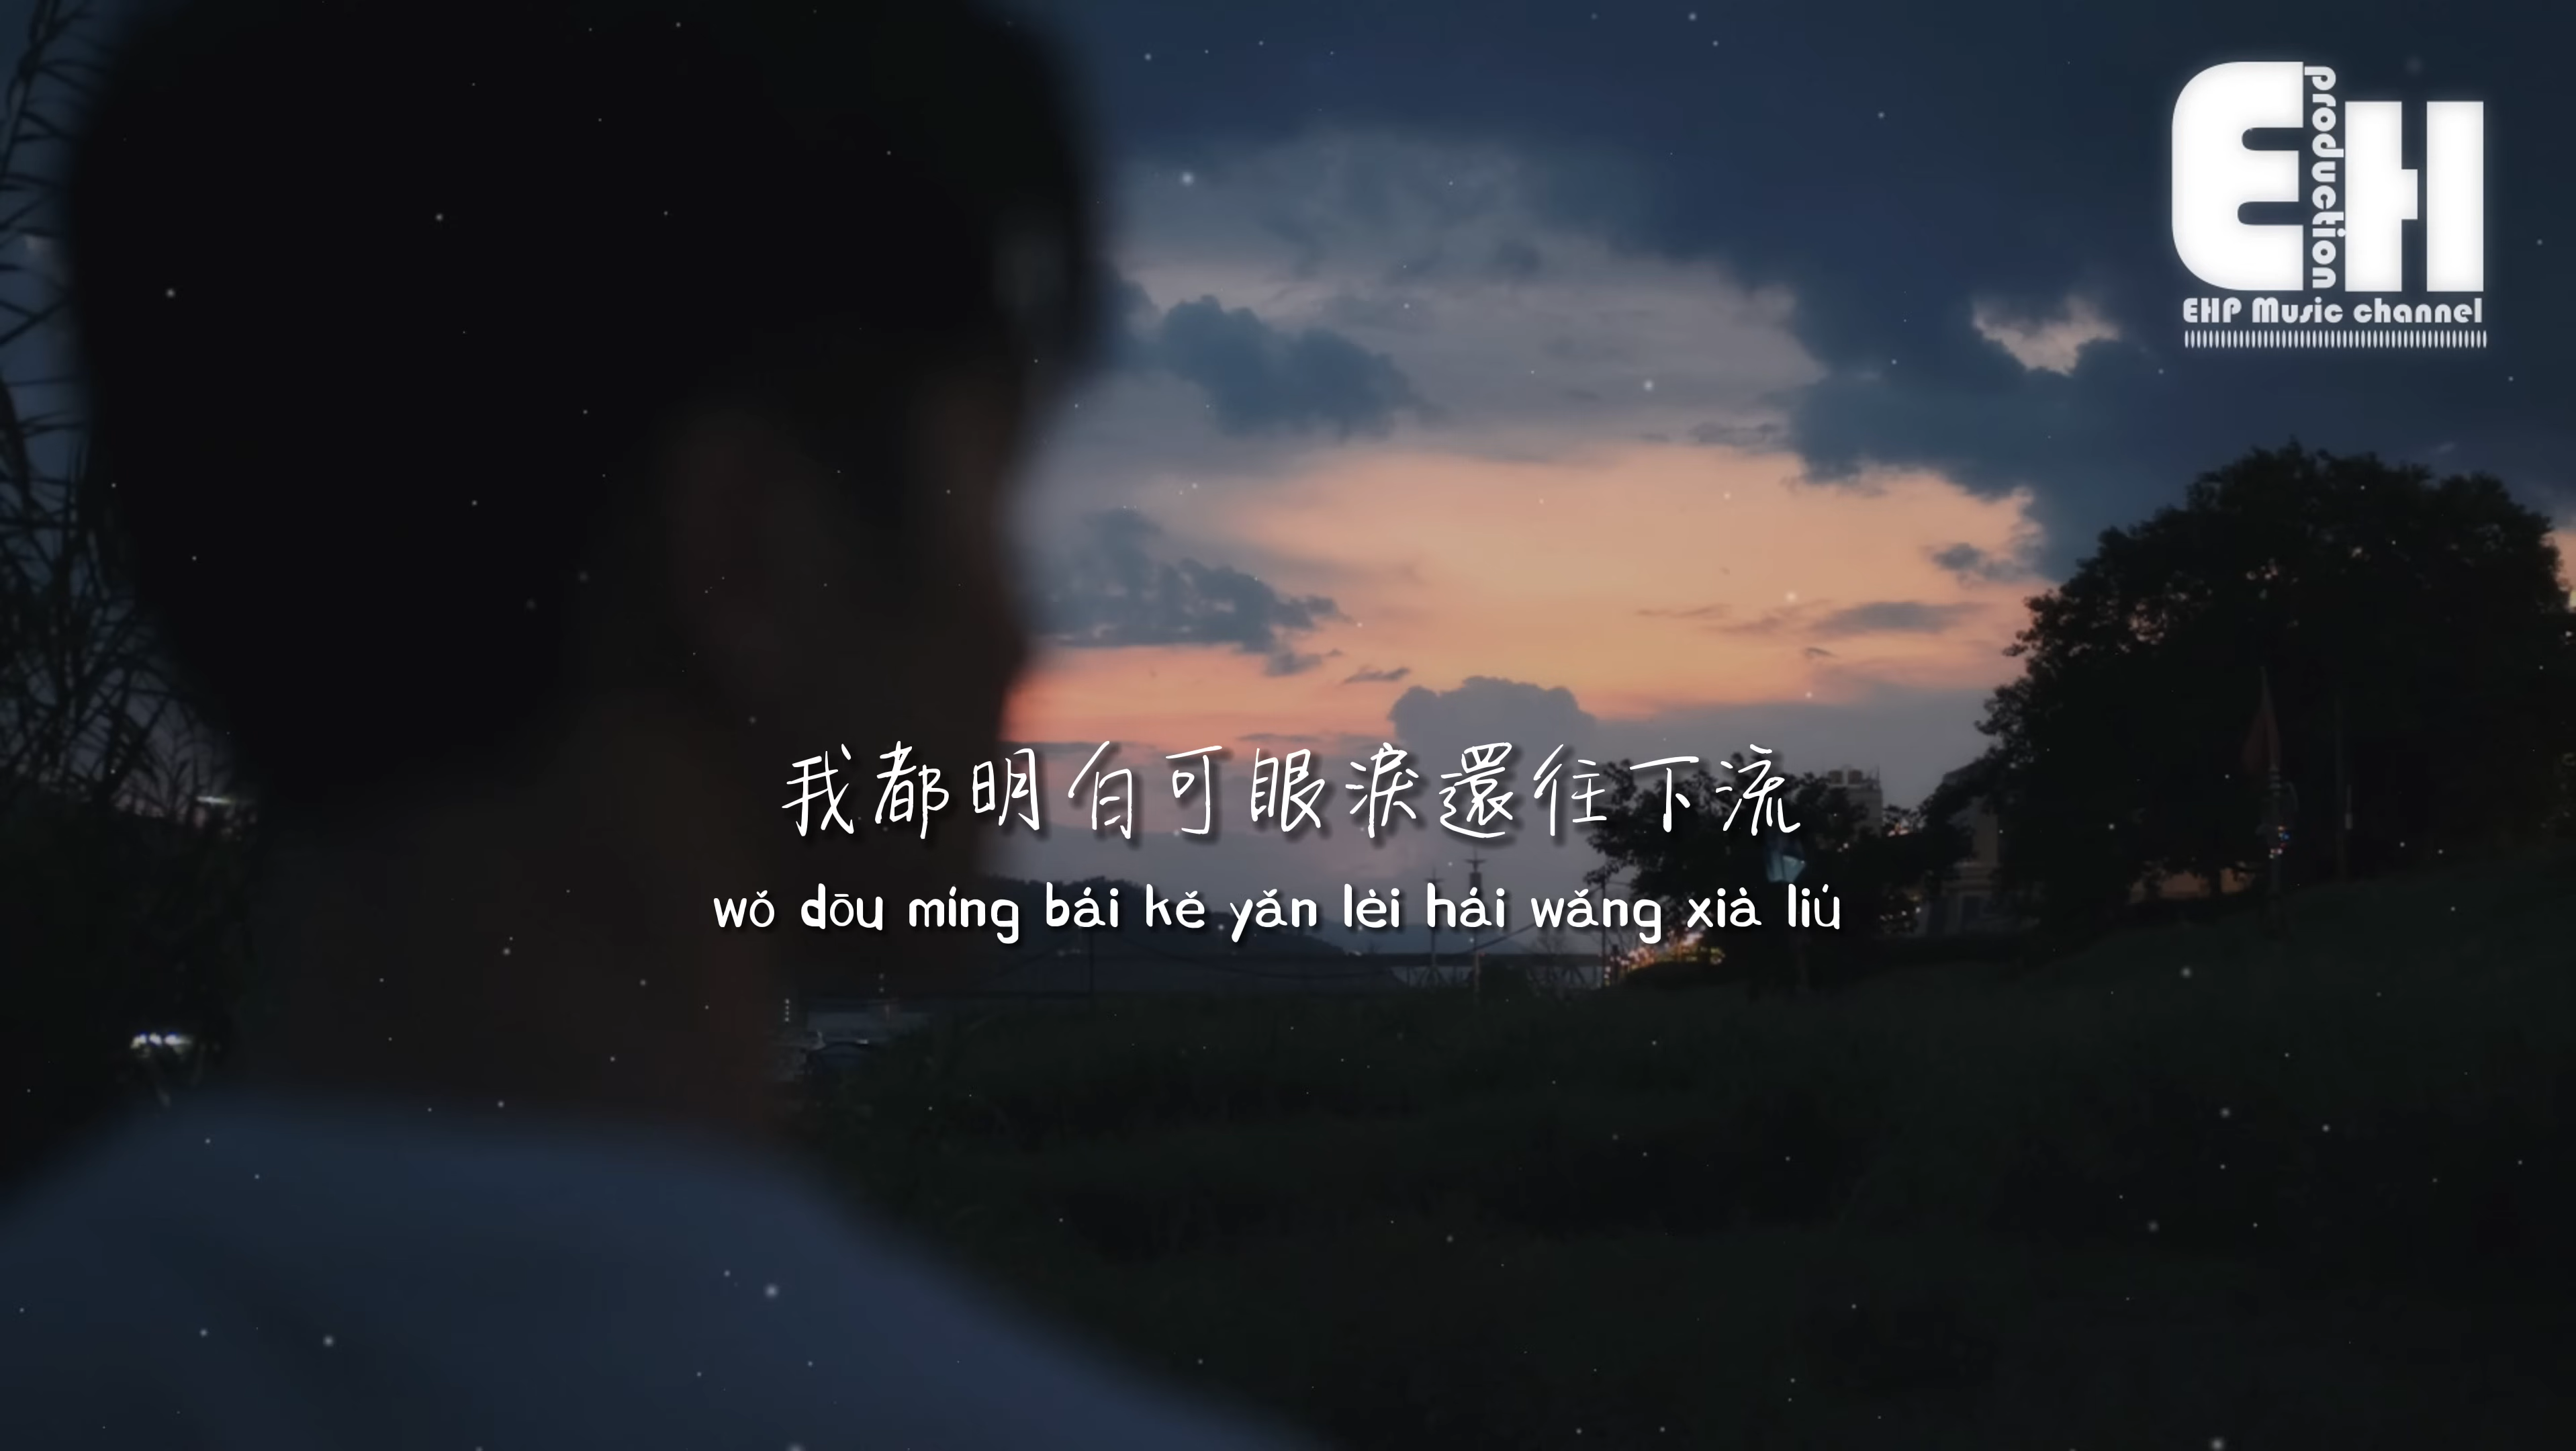 EH
production
EHP Music channel
我都明白可眼淚還往下流
wǒ dōu míng bái kě yǎn lèi hái wǎng xià liú